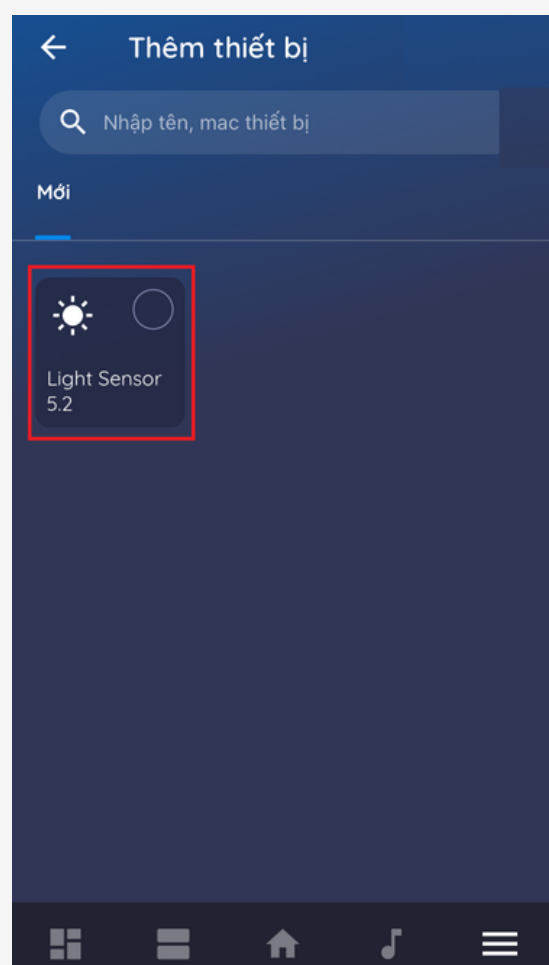 Thêm thiết bị
Nhập tên, mac thiết bị
Mới
Light Sensor
5.2